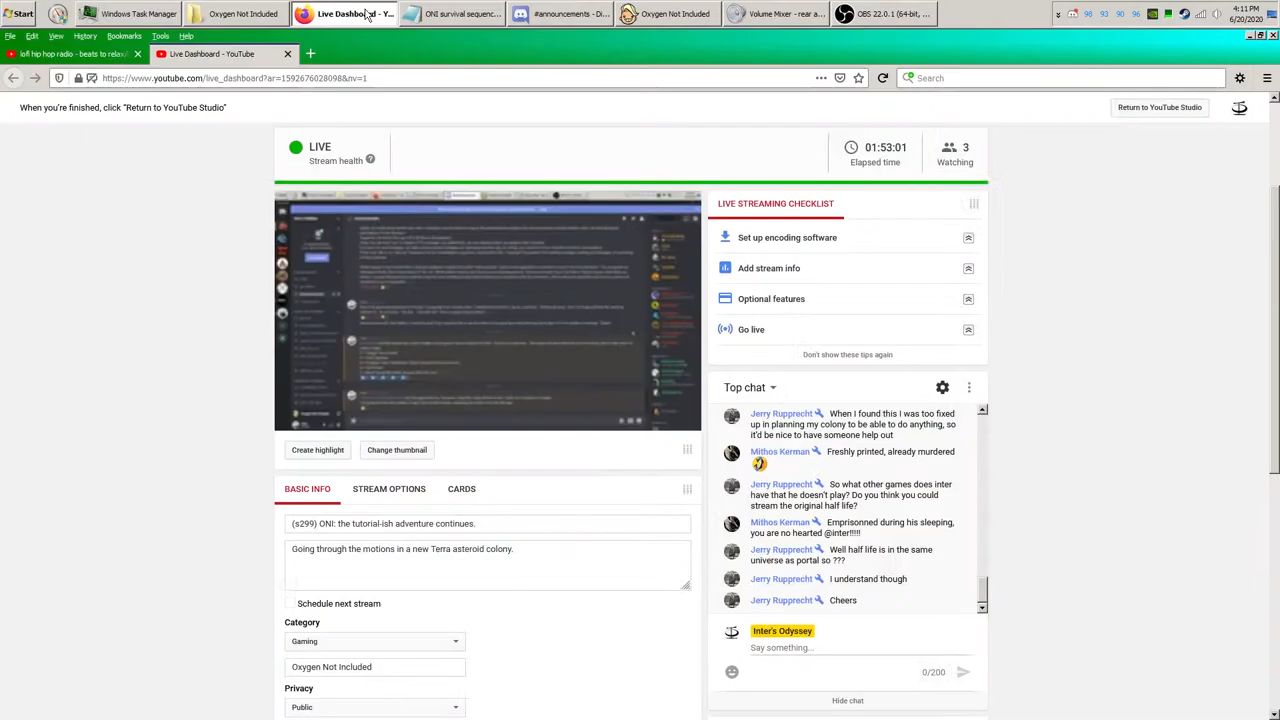 Start
Windows Task Manager
Oxygen Not Included
Live Dashboard - Y...
ONI survival sequenc...
#announcements - Di...
Oxygen Not Included
Volume Mixer - rear a...
OBS 22.0.1 (64-bit, ...
98
93
90
96
4:11 PM
6/20/2020
File
Edit
View
History
Bookmarks
Tools
Help
lofi hip hop radio - beats to relax/
Live Dashboard - YouTube
https://www.youtube.com/live_dashboard?ar=1592676028098&nv=1
Search
When you're finished, click "Return to YouTube Studio"
Return to YouTube Studio
LIVE
Stream health
01:53:01
Elapsed time
3
Watching
LIVE STREAMING CHECKLIST
Set up encoding software
Add stream info
Optional features
Go live
Don't show these tips again
Create highlight
Change thumbnail
Top chat
Jerry Rupprecht When I found this I was too fixed
up in planning my colony to be able to do anything, so
it'd be nice to have someone help out
Mithos Kerman Freshly printed, already murdered
🤣
Jerry Rupprecht So what other games does inter
have that he doesn't play? Do you think you could
stream the original half life?
Mithos Kerman Emprisonned during his sleeping,
you are no hearted @inter!!!!!
Jerry Rupprecht Well half life is in the same
universe as portal so ???
Jerry Rupprecht I understand though
Jerry Rupprecht Cheers
Inter's Odyssey
Say something...
0/200
Hide chat
BASIC INFO
STREAM OPTIONS
CARDS
(s299) ONI: the tutorial-ish adventure continues.
Going through the motions in a new Terra asteroid colony.
Schedule next stream
Category
Gaming
Oxygen Not Included
Privacy
Public